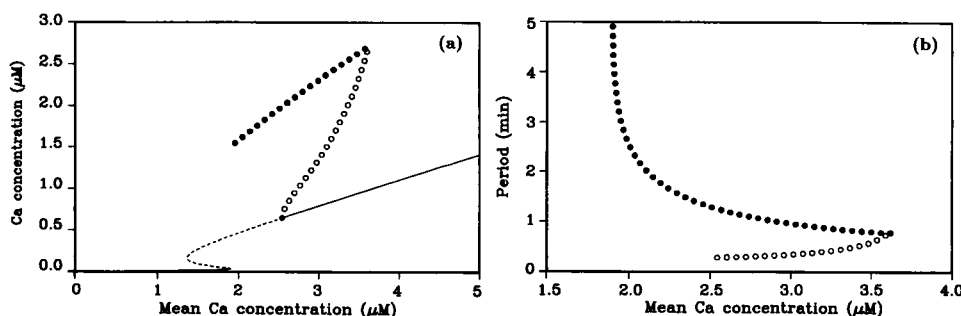 (a)
3.0
2.5
2.0
1.5
1.0
0.5
0.0
Ca concentration (μM)
0 1 2 3 4 5
Mean Ca concentration (μM)
(b)
5
4
3
2
1
0
Period (min)
1.5 2.0 2.5 3.0 3.5 4.0
Mean Ca concentration (μM)